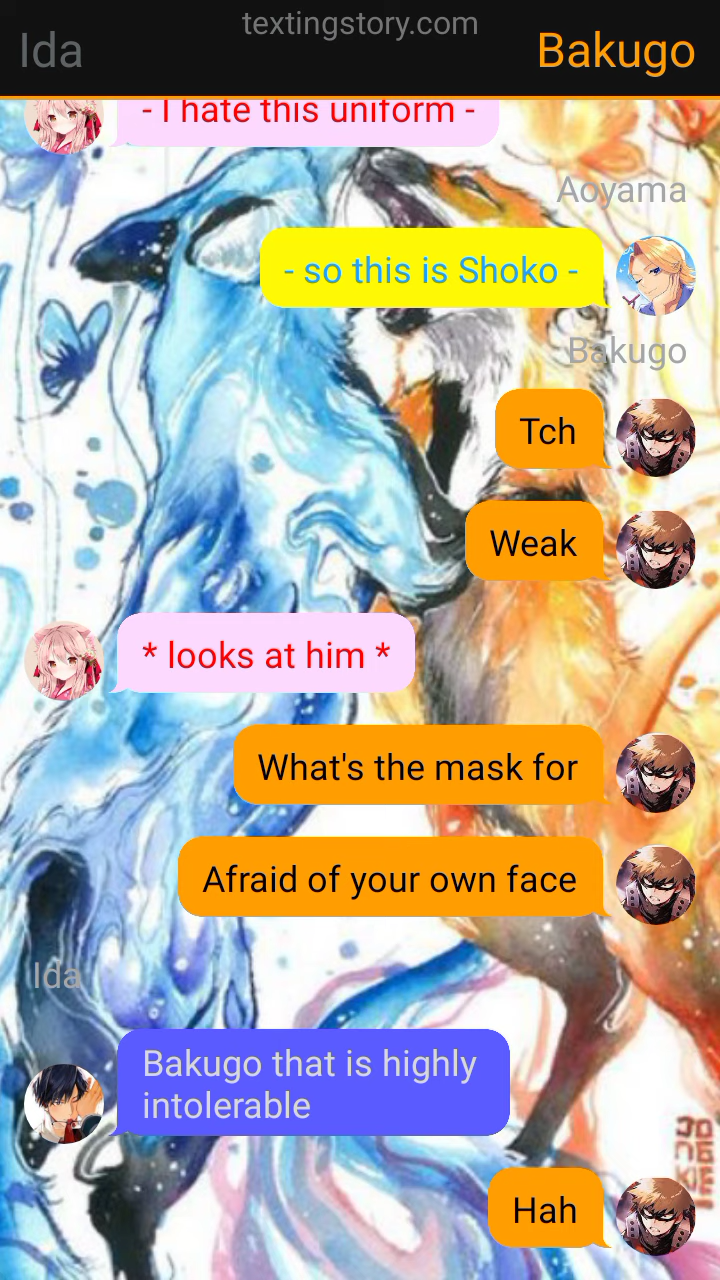 textingstory.com
Ida
Bakugo
- I hate this uniform -
Aoyama
- so this is Shoko -
Bakugo
Tch
Weak
* looks at him *
What's the mask for
Afraid of your own face
Ida
Bakugo that is highly
intolerable
Hah